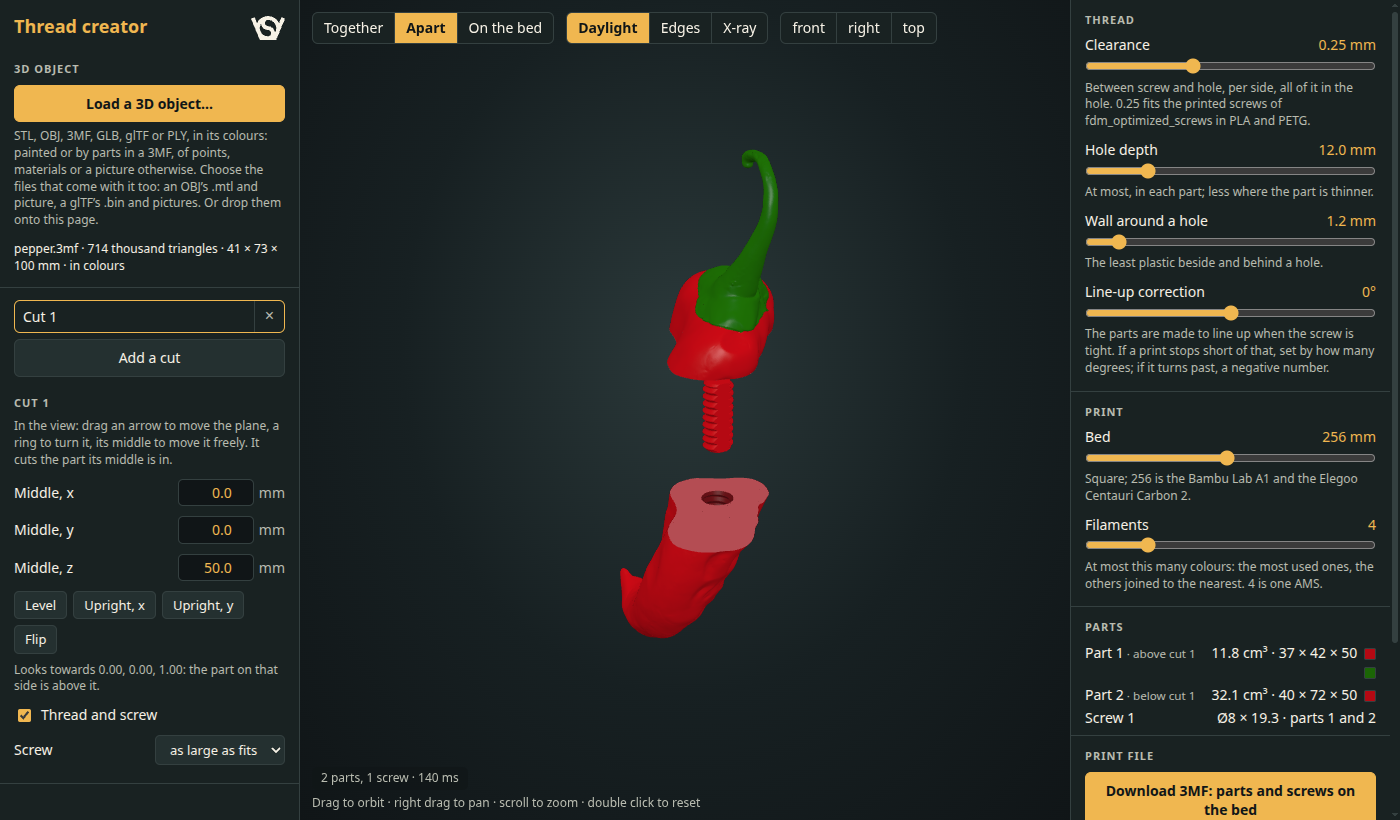 Thread creator
3D OBJECT
Load a 3D object...
STL, OBJ, 3MF, GLB, glTF or PLY, in its colours:
painted or by parts in a 3MF, of points,
materials or a picture otherwise. Choose the
files that come with it too: an OBJ's .mtl and
picture, a glTF's .bin and pictures. Or drop them
onto this page.
pepper.3mf · 714 thousand triangles · 41 × 73 ×
100 mm · in colours
Cut 1 ×
Add a cut
CUT 1
In the view: drag an arrow to move the plane, a
ring to turn it, its middle to move it freely. It
cuts the part its middle is in.
Middle, x 0.0 mm
Middle, y 0.0 mm
Middle, z 50.0 mm
Level Upright, x Upright, y
Flip
Looks towards 0.00, 0.00, 1.00: the part on that
side is above it.
Thread and screw
Screw as large as fits
Together Apart On the bed Daylight Edges X-ray front right top
2 parts, 1 screw · 140 ms
Drag to orbit · right drag to pan · scroll to zoom · double click to reset
THREAD
Clearance 0.25 mm
Between screw and hole, per side, all of it in the
hole. 0.25 fits the printed screws of
fdm_optimized_screws in PLA and PETG.
Hole depth 12.0 mm
At most, in each part; less where the part is thinner.
Wall around a hole 1.2 mm
The least plastic beside and behind a hole.
Line-up correction 0°
The parts are made to line up when the screw is
tight. If a print stops short of that, set by how many
degrees; if it turns past, a negative number.
PRINT
Bed 256 mm
Square; 256 is the Bambu Lab A1 and the Elegoo
Centauri Carbon 2.
Filaments 4
At most this many colours: the most used ones, the
others joined to the nearest. 4 is one AMS.
PARTS
Part 1 · above cut 1 11.8 cm³ · 37 × 42 × 50
Part 2 · below cut 1 32.1 cm³ · 40 × 72 × 50
Screw 1 Ø8 × 19.3 · parts 1 and 2
PRINT FILE
Download 3MF: parts and screws on
the bed